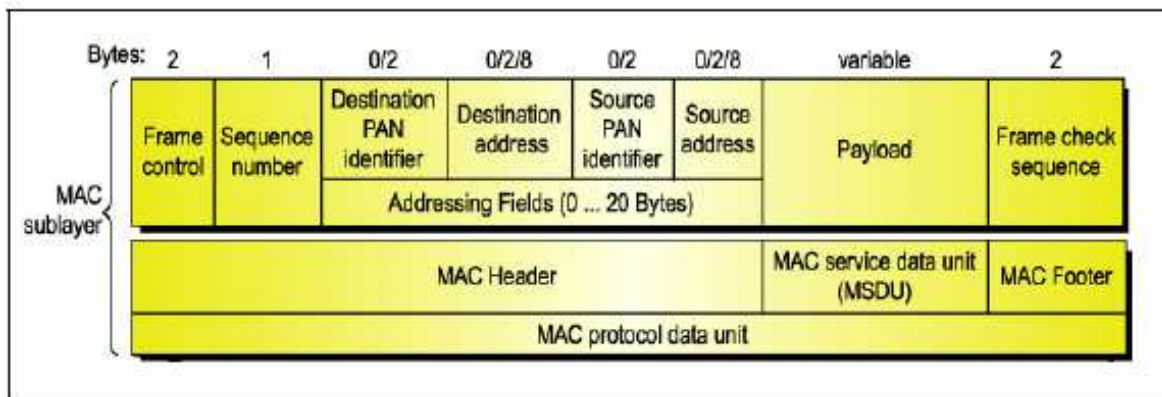 Bytes: 2 1 0/2 0/2/8 0/2 0/2/8 variable 2
Frame
control
Sequence
number
Destination
PAN
identifier
Destination
address
Source
PAN
identifier
Source
address
Payload
Frame check
sequence
Addressing Fields (0 ... 20 Bytes)
MAC
sublayer
MAC Header
MAC service data unit
(MSDU)
MAC Footer
MAC protocol data unit